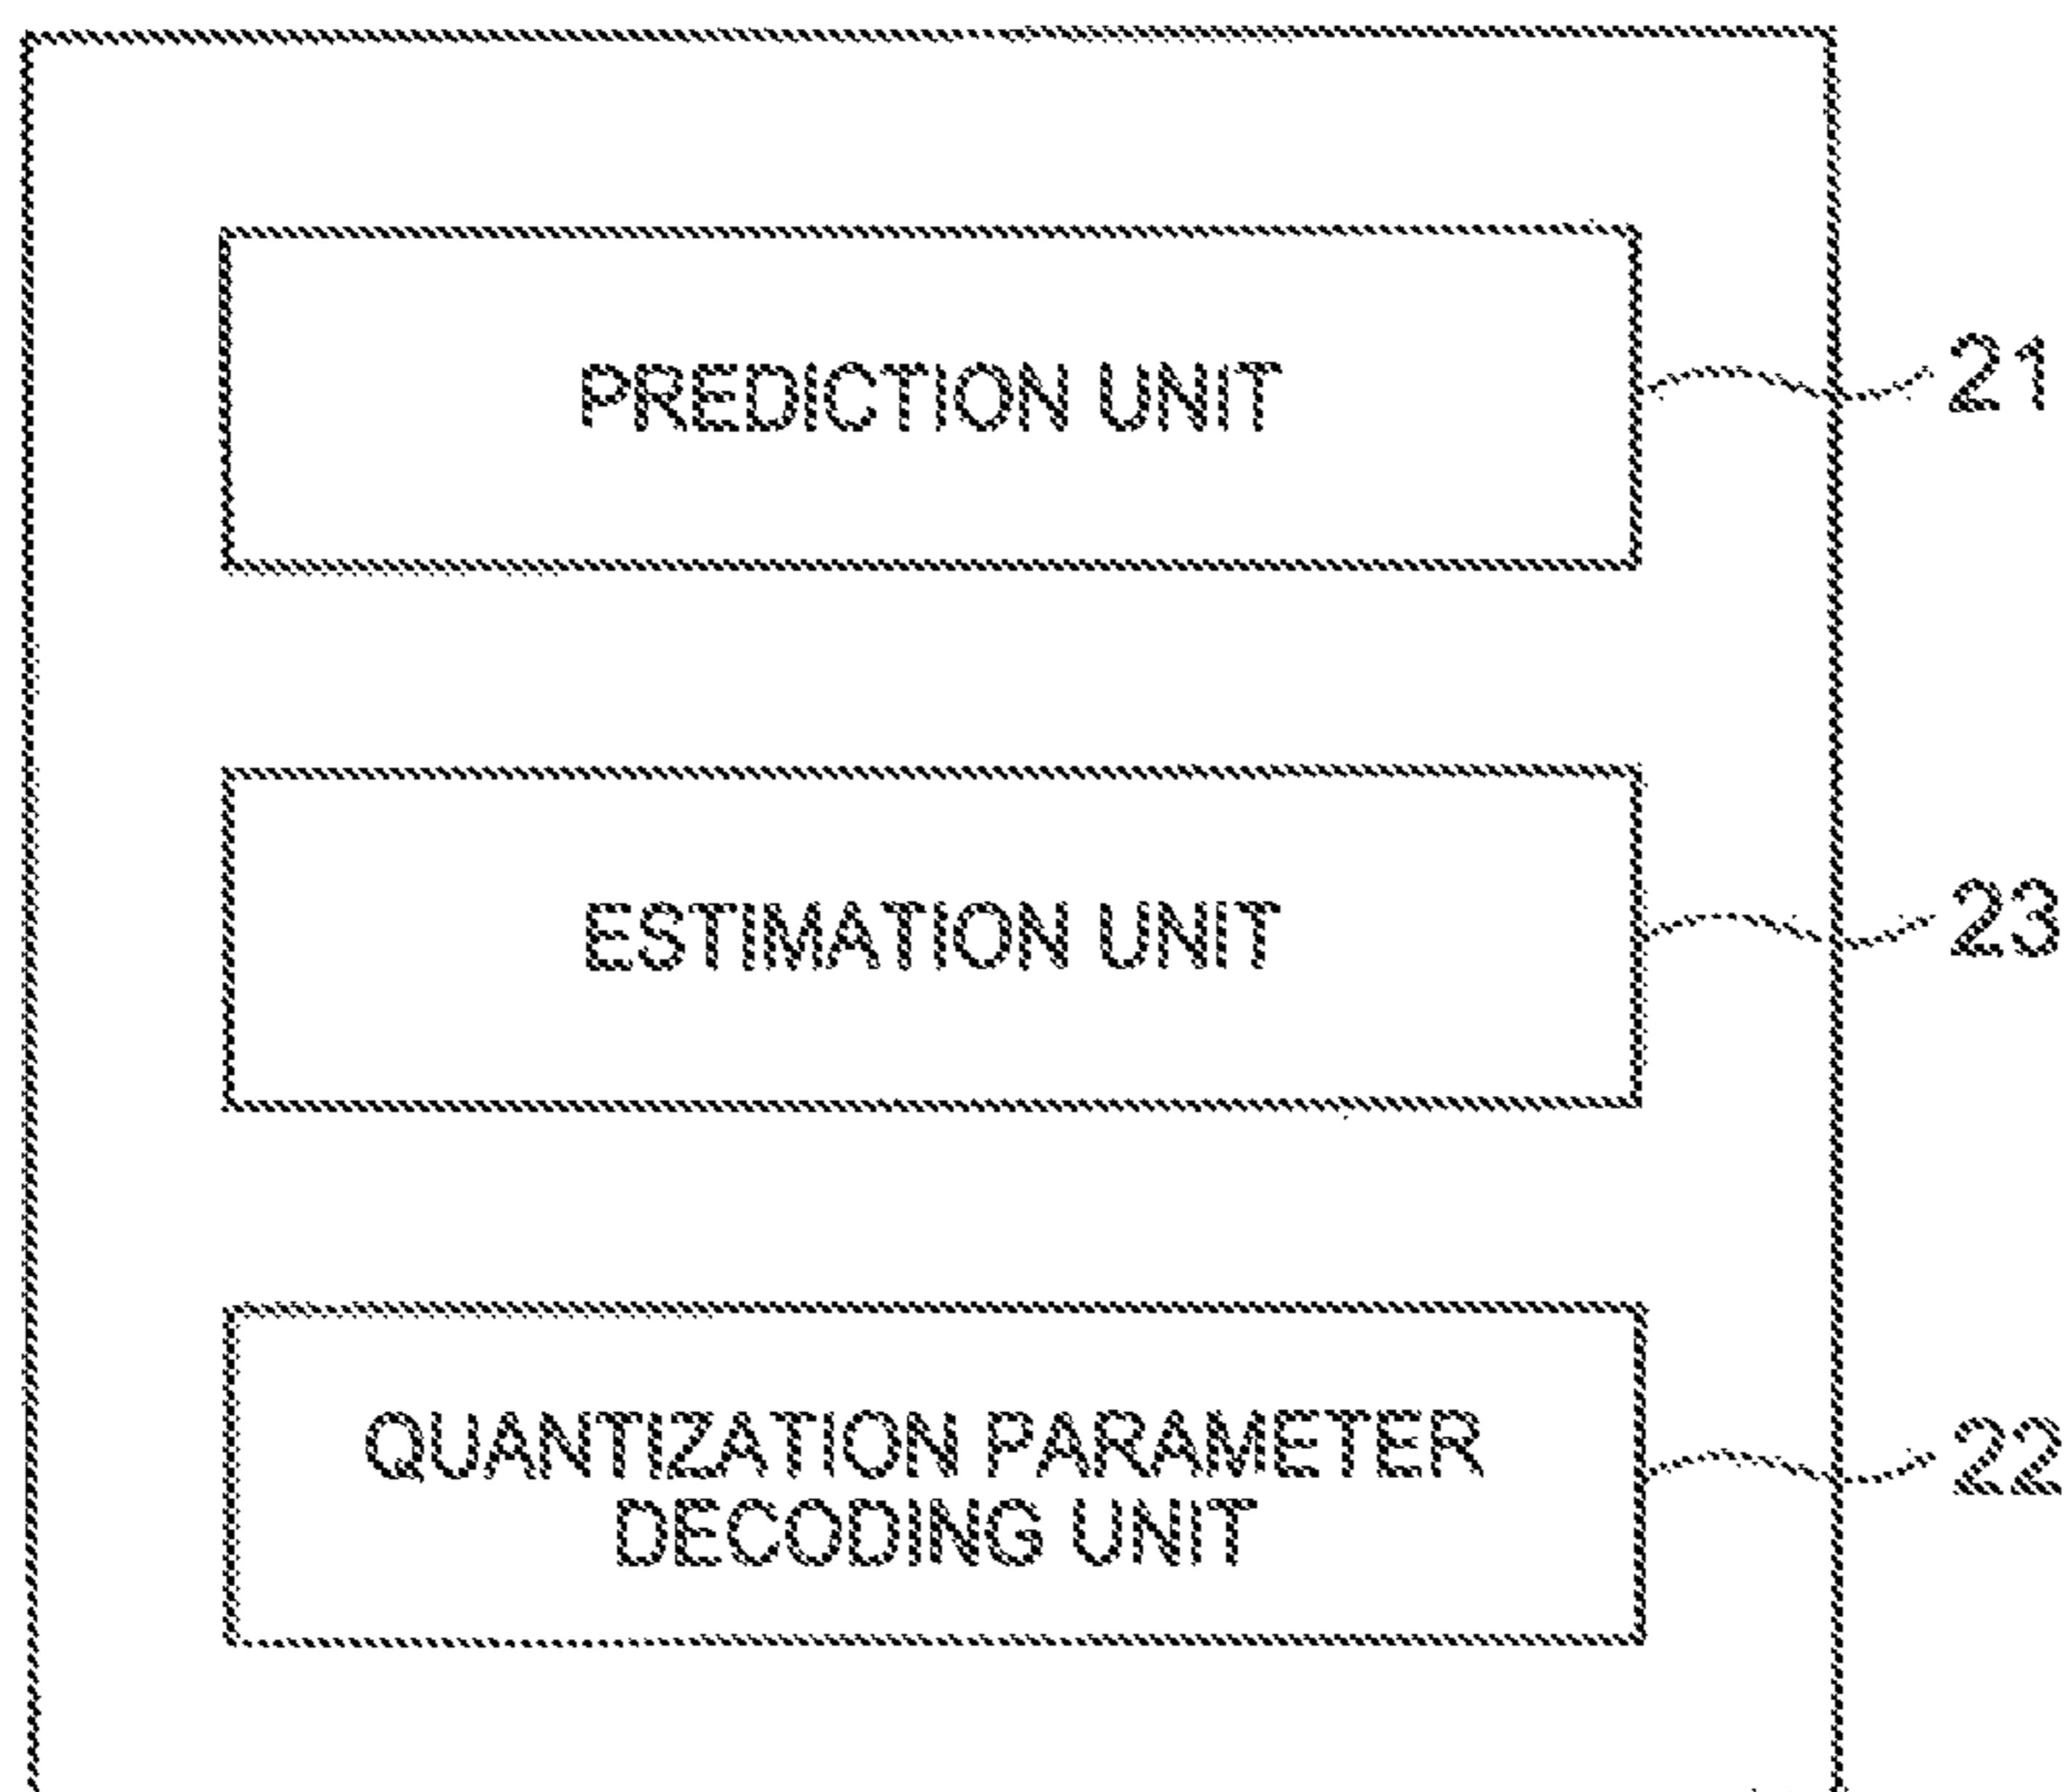 PREDICTION UNIT
21
ESTIMATION UNIT
23
QUANTIZATION PARAMETER
DECODING UNIT
22